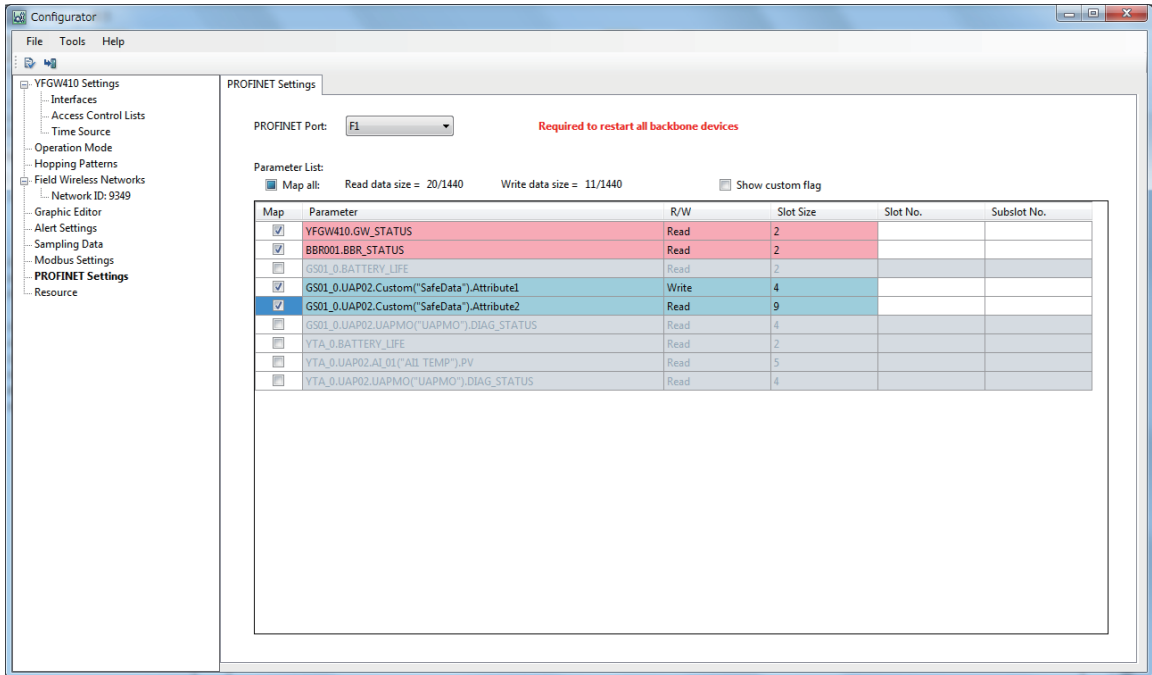 Configurator
File Tools Help
YFGW410 Settings
Interfaces
Access Control Lists
Time Source
Operation Mode
Hopping Patterns
Field Wireless Networks
Network ID: 9349
Graphic Editor
Alert Settings
Sampling Data
Modbus Settings
PROFINET Settings
Resource
PROFINET Settings
PROFINET Port: F1 Required to restart all backbone devices
Parameter List:
Map all: Read data size = 20/1440 Write data size = 11/1440 Show custom flag
Map Parameter R/W Slot Size Slot No. Subslot No.
YFGW410.GW_STATUS Read 2
BBR001.BBR_STATUS Read 2
GS01_0.BATTERY_LIFE Read 2
GS01_0.UAP02.Custom("SafeData").Attribute1 Write 4
GS01_0.UAP02.Custom("SafeData").Attribute2 Read 9
GS01_0.UAP02.UAPMO("UAPMO").DIAG_STATUS Read 4
YTA_0.BATTERY_LIFE Read 2
YTA_0.UAP02.AI_01("AI1 TEMP").PV Read 5
YTA_0.UAP02.UAPMO("UAPMO").DIAG_STATUS Read 4